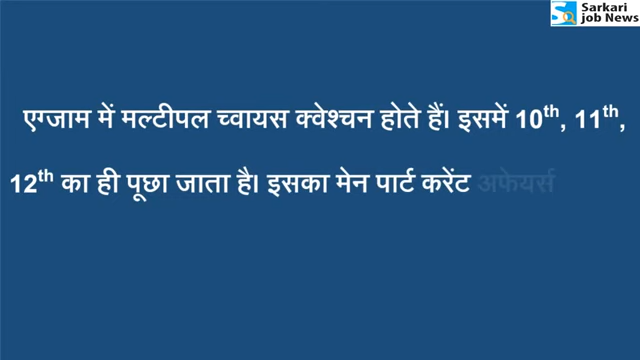 Sarkari
job News
एग्जाम में मल्टीपल च्वायस क्वेश्चन होते हैं। इसमें 10th, 11th,
12th का ही पूछा जाता है। इसका मेन पार्ट करेंट अफेयर्स